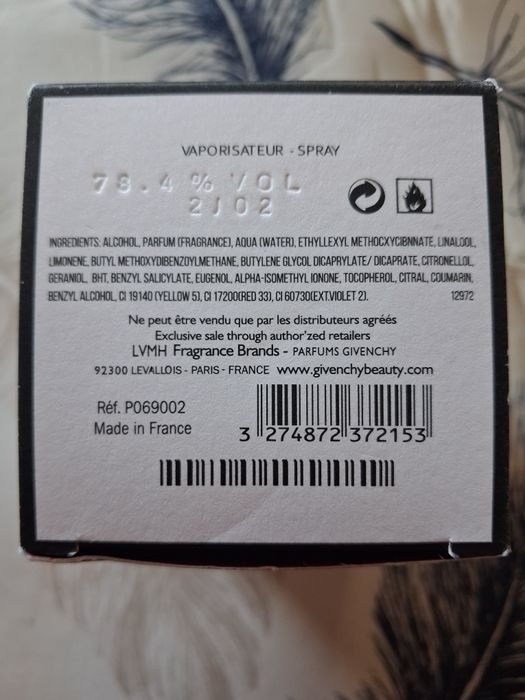 VAPORISATEUR - SPRAY
78.4 % VOL
2J02
INGREDIENTS: ALCOHOL, PARFUM (FRAGRANCE), AQUA (WATER), ETHYLLEXYL METHOCXYCIBNNATE, LINALOOL,
LIMONENE, BUTYL METHOXYDIBENZOYLMETHANE, BUTYLENE GLYCOL DICAPRYLATE/ DICAPRATE, CITRONELLOL,
GERANIOL, BHT, BENZYL SALICYLATE, EUGENOL, ALPHA-ISOMETHYL IONONE, TOCOPHEROL, CITRAL, COUMARIN,
BENZYL ALCOHOL, CI 19140 (YELLOW 5), CI 17200(RED 33), CI 60730(EXT.VIOLET 2). 12972
Ne peut être vendu que par les distributeurs agréés
Exclusive sale through author'zed retailers
LVMH Fragrance Brands - PARFUMS GIVENCHY
92300 LEVALLOIS - PARIS - FRANCE www.givenchybeauty.com
Réf. P069002
Made in France
3 274872 372153